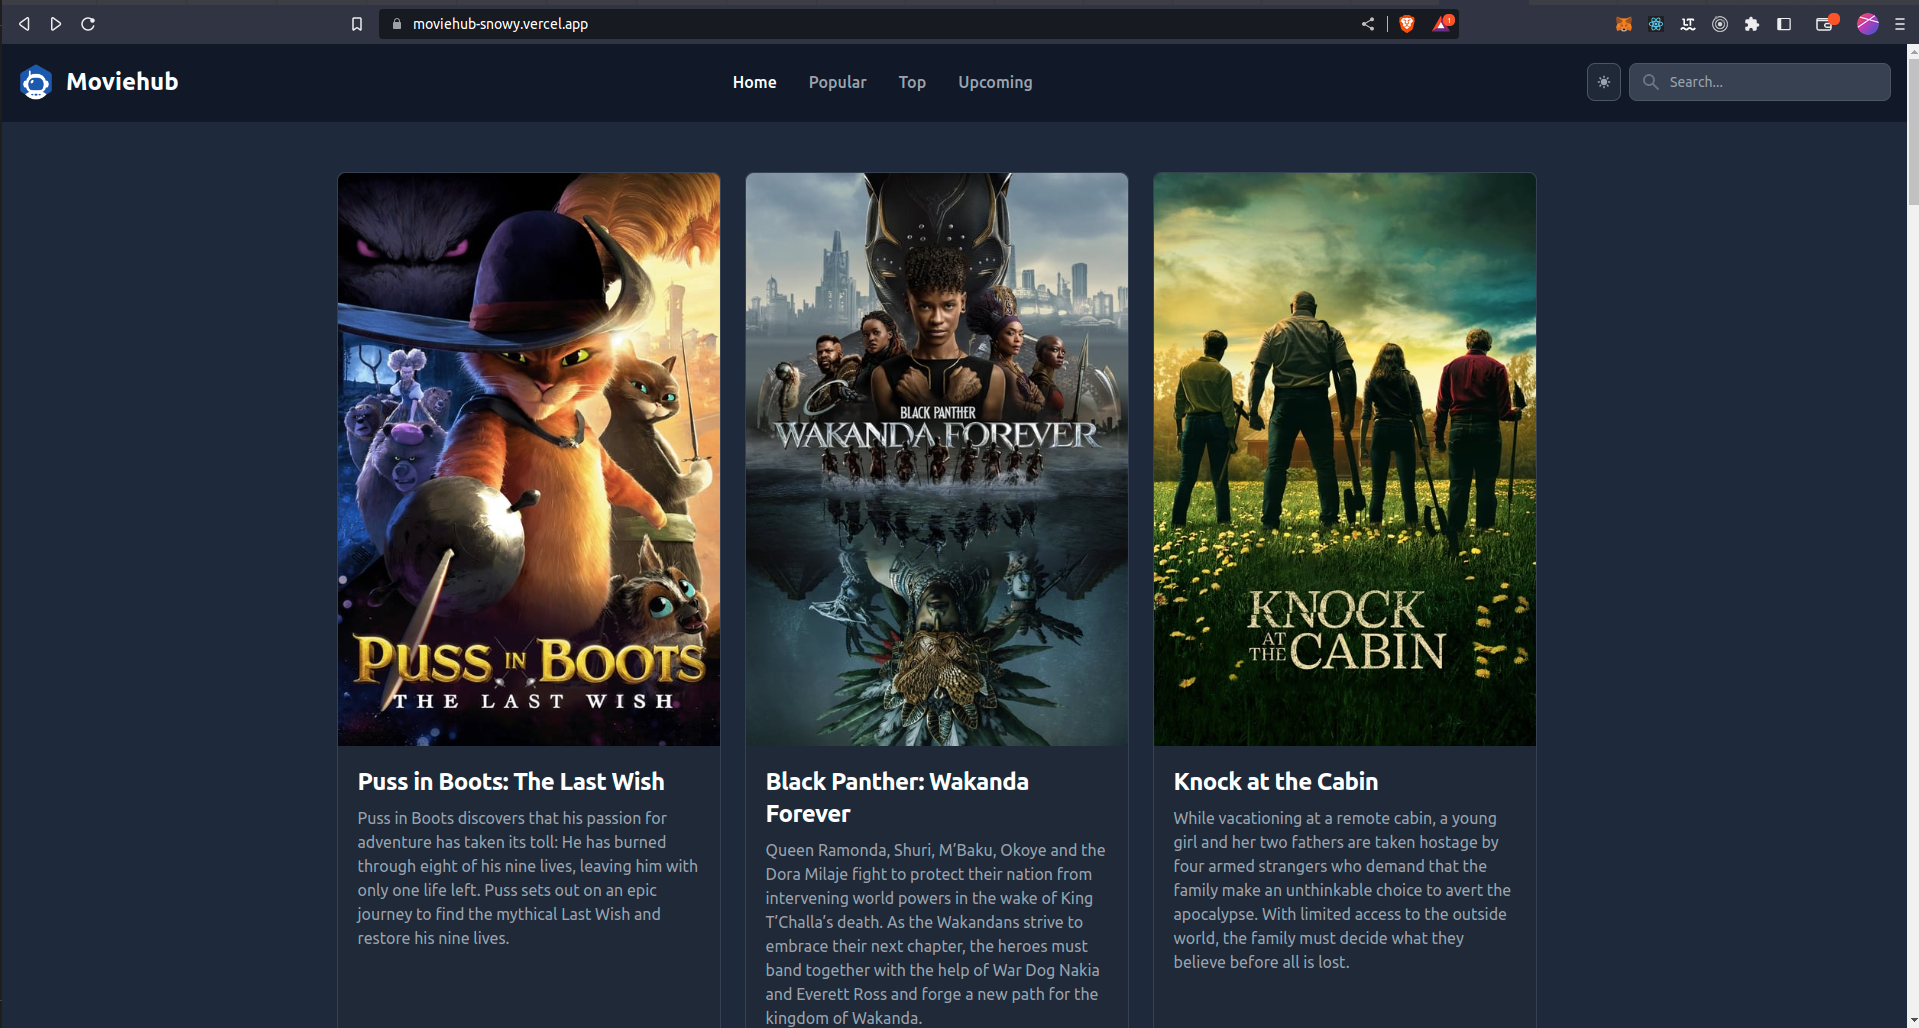 moviehub-snowy.vercel.app
1
Moviehub
Home
Popular
Top
Upcoming
Search...
PUSS IN BOOTS
THE LAST WISH
BLACK PANTHER
WAKANDA FOREVER
KNOCK
AT
THE CABIN
Puss in Boots: The Last Wish
Puss in Boots discovers that his passion for
adventure has taken its toll: He has burned
through eight of his nine lives, leaving him with
only one life left. Puss sets out on an epic
journey to find the mythical Last Wish and
restore his nine lives.
Black Panther: Wakanda
Forever
Queen Ramonda, Shuri, M’Baku, Okoye and the
Dora Milaje fight to protect their nation from
intervening world powers in the wake of King
T’Challa’s death. As the Wakandans strive to
embrace their next chapter, the heroes must
band together with the help of War Dog Nakia
and Everett Ross and forge a new path for the
kingdom of Wakanda.
Knock at the Cabin
While vacationing at a remote cabin, a young
girl and her two fathers are taken hostage by
four armed strangers who demand that the
family make an unthinkable choice to avert the
apocalypse. With limited access to the outside
world, the family must decide what they
believe before all is lost.